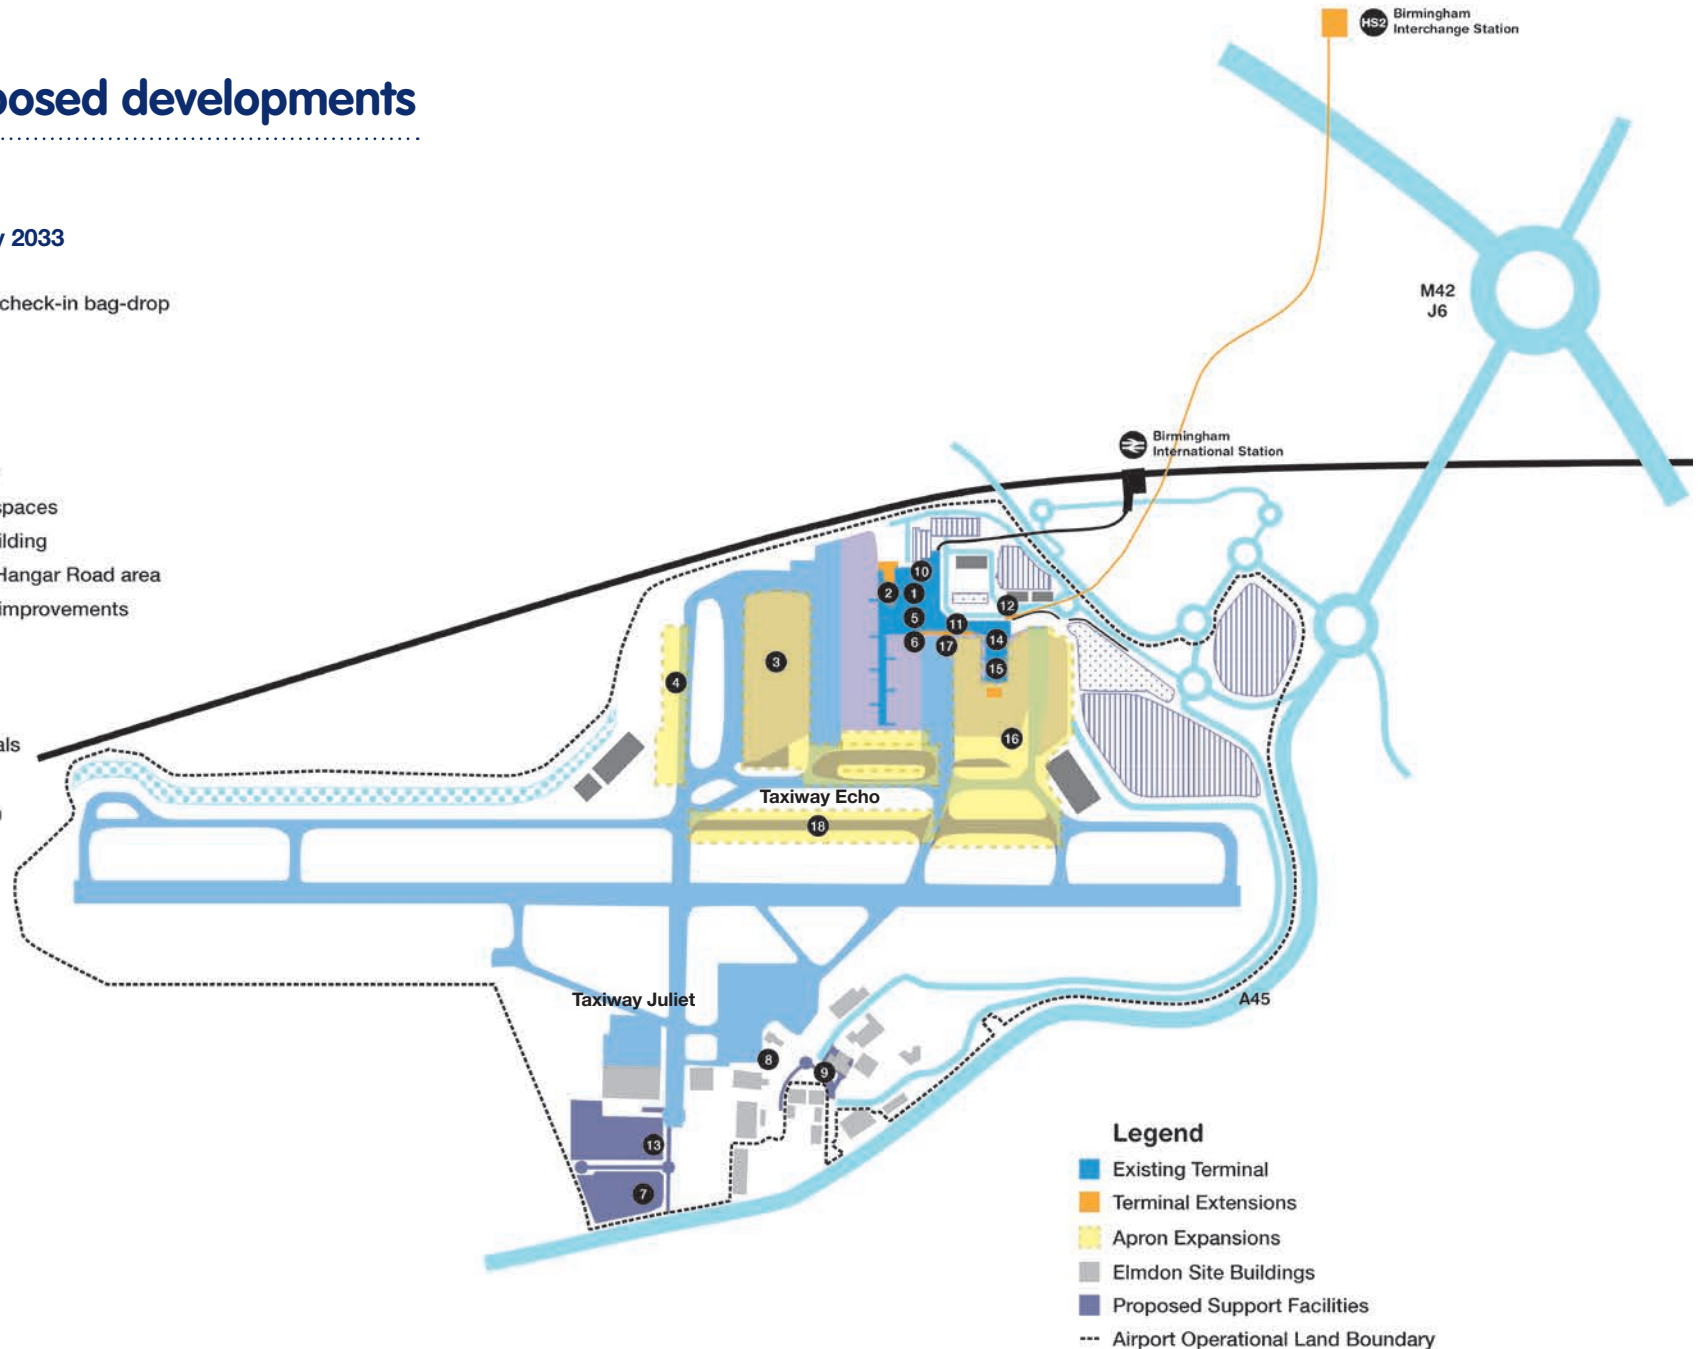 posed developments
y 2033
check-in bag-drop
spaces
ilding
Hangar Road area
improvements
als
HS2 Birmingham
Interchange Station
M42
J6
Birmingham
International Station
10
2 1
5
6
11
12
17
14
15
3
4
16
Taxiway Echo
18
Taxiway Juliet
A45
8
9
13
7
Legend
Existing Terminal
Terminal Extensions
Apron Expansions
Elmdon Site Buildings
Proposed Support Facilities
Airport Operational Land Boundary